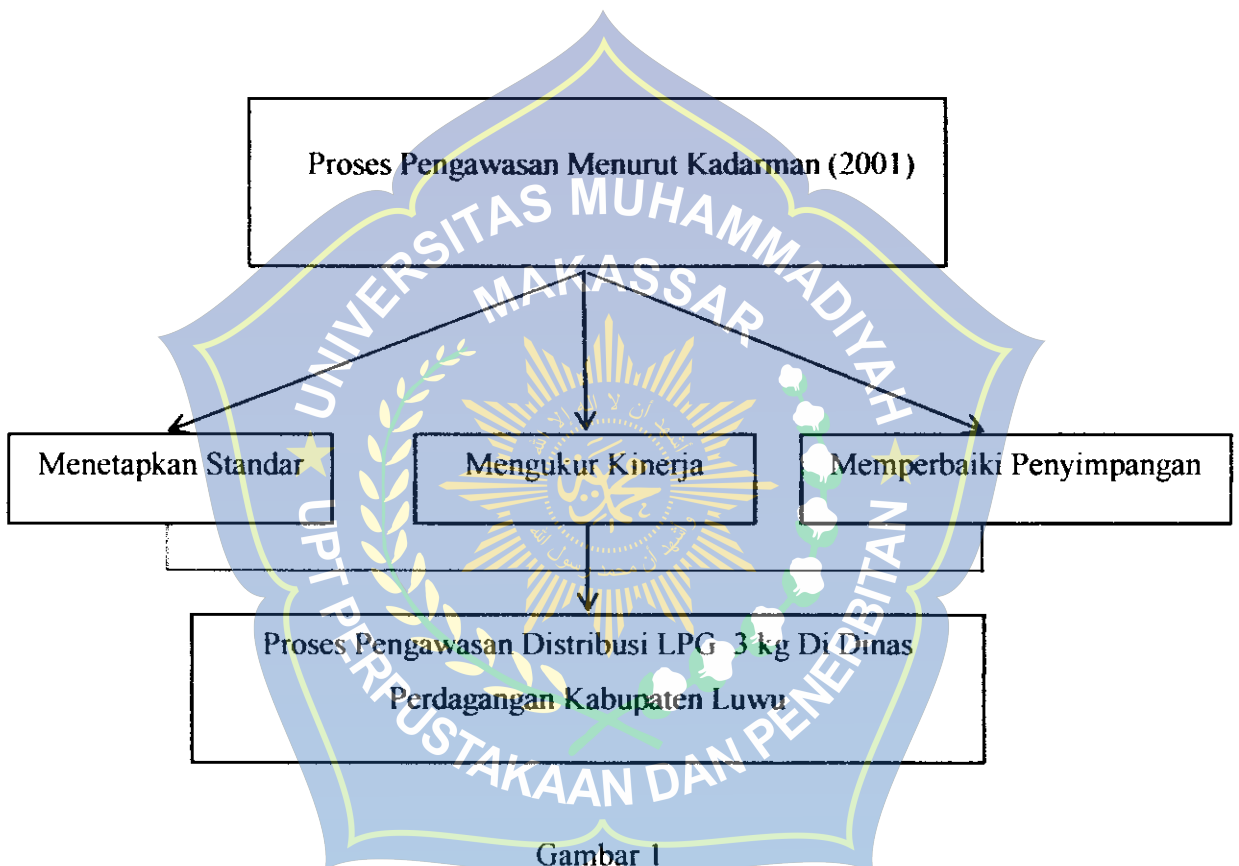 Proses Pengawasan Menurut Kadarman (2001)
UNIVERSITAS MUHAMMADIYAH
MAKASSAR
Menetapkan Standar
Mengukur Kinerja
Memperbaiki Penyimpangan
Proses Pengawasan Distribusi LPG 3 kg Di Dinas
Perdagangan Kabupaten Luwu
UPT PERPUSTAKAAN DAN PENERBITAN
Gambar 1